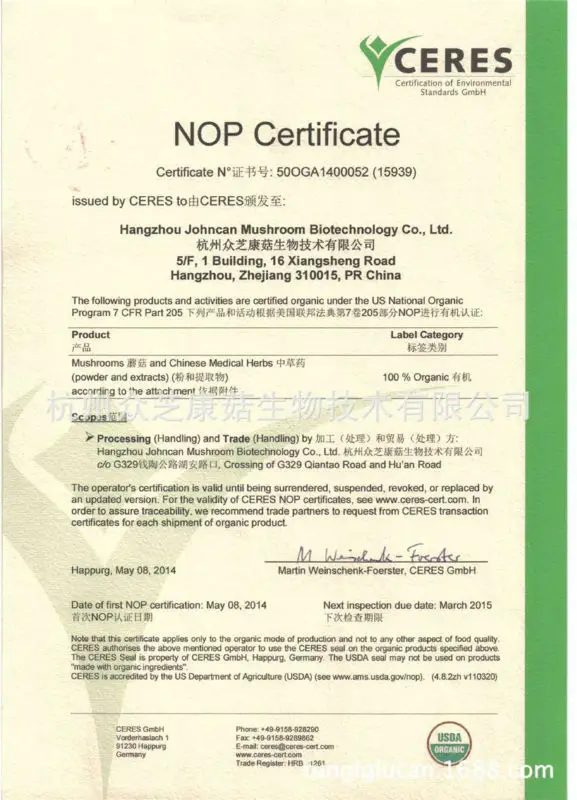 CERES
Certification of Environmental
Standards GmbH
NOP Certificate
Certificate N°证书号: 50OGA1400052 (15939)
issued by CERES to由CERES颁发至:
Hangzhou Johncan Mushroom Biotechnology Co., Ltd.
杭州众芝康菇生物技术有限公司
5/F, 1 Building, 16 Xiangsheng Road
Hangzhou, Zhejiang 310015, PR China
The following products and activities are certified organic under the US National Organic
Program 7 CFR Part 205 下列产品和活动根据美国联邦法典第7卷205部分NOP进行有机认证:
Product Label Category
产品 标签类别
Mushrooms 蘑菇 and Chinese Medical Herbs 中草药
(powder and extracts) (粉和提取物) 100 % Organic 有机
according to the attachment 依据附件
杭州众芝康菇生物技术有限公司
Scopes范围
➤ Processing (Handling) and Trade (Handling) by 加工（处理）和贸易（处理）方:
Hangzhou Johncan Mushroom Biotechnology Co., Ltd. 杭州众芝康菇生物技术有限公司
c/o G329钱陶公路湖安路口, Crossing of G329 Qiantao Road and Hu'an Road
The operator's certification is valid until being surrendered, suspended, revoked, or replaced by
an updated version. For the validity of CERES NOP certificates, see www.ceres-cert.com. In
order to assure traceability, we recommend trade partners to request from CERES transaction
certificates for each shipment of organic product.
M Weinschenk-Foerster
Happurg, May 08, 2014 Martin Weinschenk-Foerster, CERES GmbH
Date of first NOP certification: May 08, 2014 Next inspection due date: March 2015
首次NOP认证日期 下次检查期限
Note that this certificate applies only to the organic mode of production and not to any other aspect of food quality.
CERES authorises the above mentioned operator to use the CERES seal on the organic products specified above.
The CERES Seal is property of CERES GmbH, Happurg, Germany. The USDA seal may not be used on products
"made with organic ingredients".
CERES is accredited by the US Department of Agriculture (USDA) (see www.ams.usda.gov/nop). (4.8.2zh v110320)
CERES GmbH Phone: +49-9158-928290
Vorderhaslach 1 Fax: +49-9158-9289862
91230 Happurg E-mail: ceres@ceres-cert.com
Germany www.ceres-cert.com
Trade Register: HRB
USDA
ORGANIC